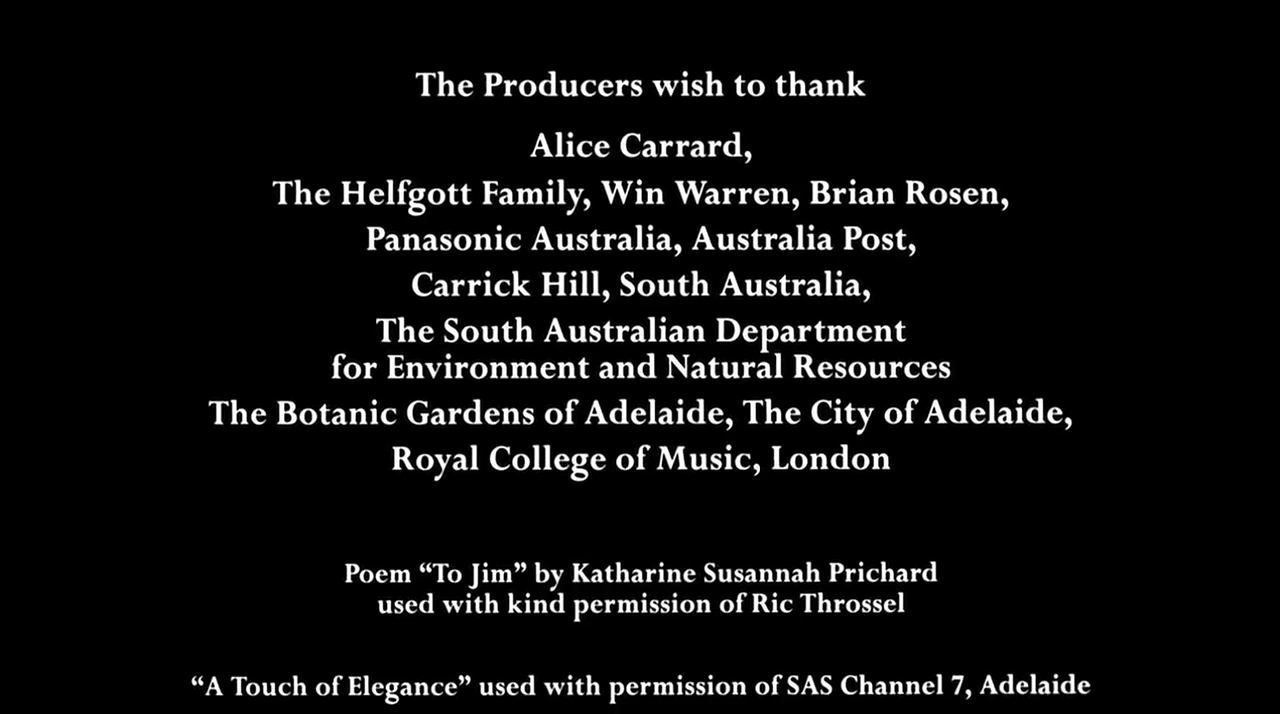 The Producers wish to thank
Alice Carrard,
The Helfgott Family, Win Warren, Brian Rosen,
Panasonic Australia, Australia Post,
Carrick Hill, South Australia,
The South Australian Department
for Environment and Natural Resources
The Botanic Gardens of Adelaide, The City of Adelaide,
Royal College of Music, London
Poem “To Jim” by Katharine Susannah Prichard
used with kind permission of Ric Throssel
“A Touch of Elegance” used with permission of SAS Channel 7, Adelaide